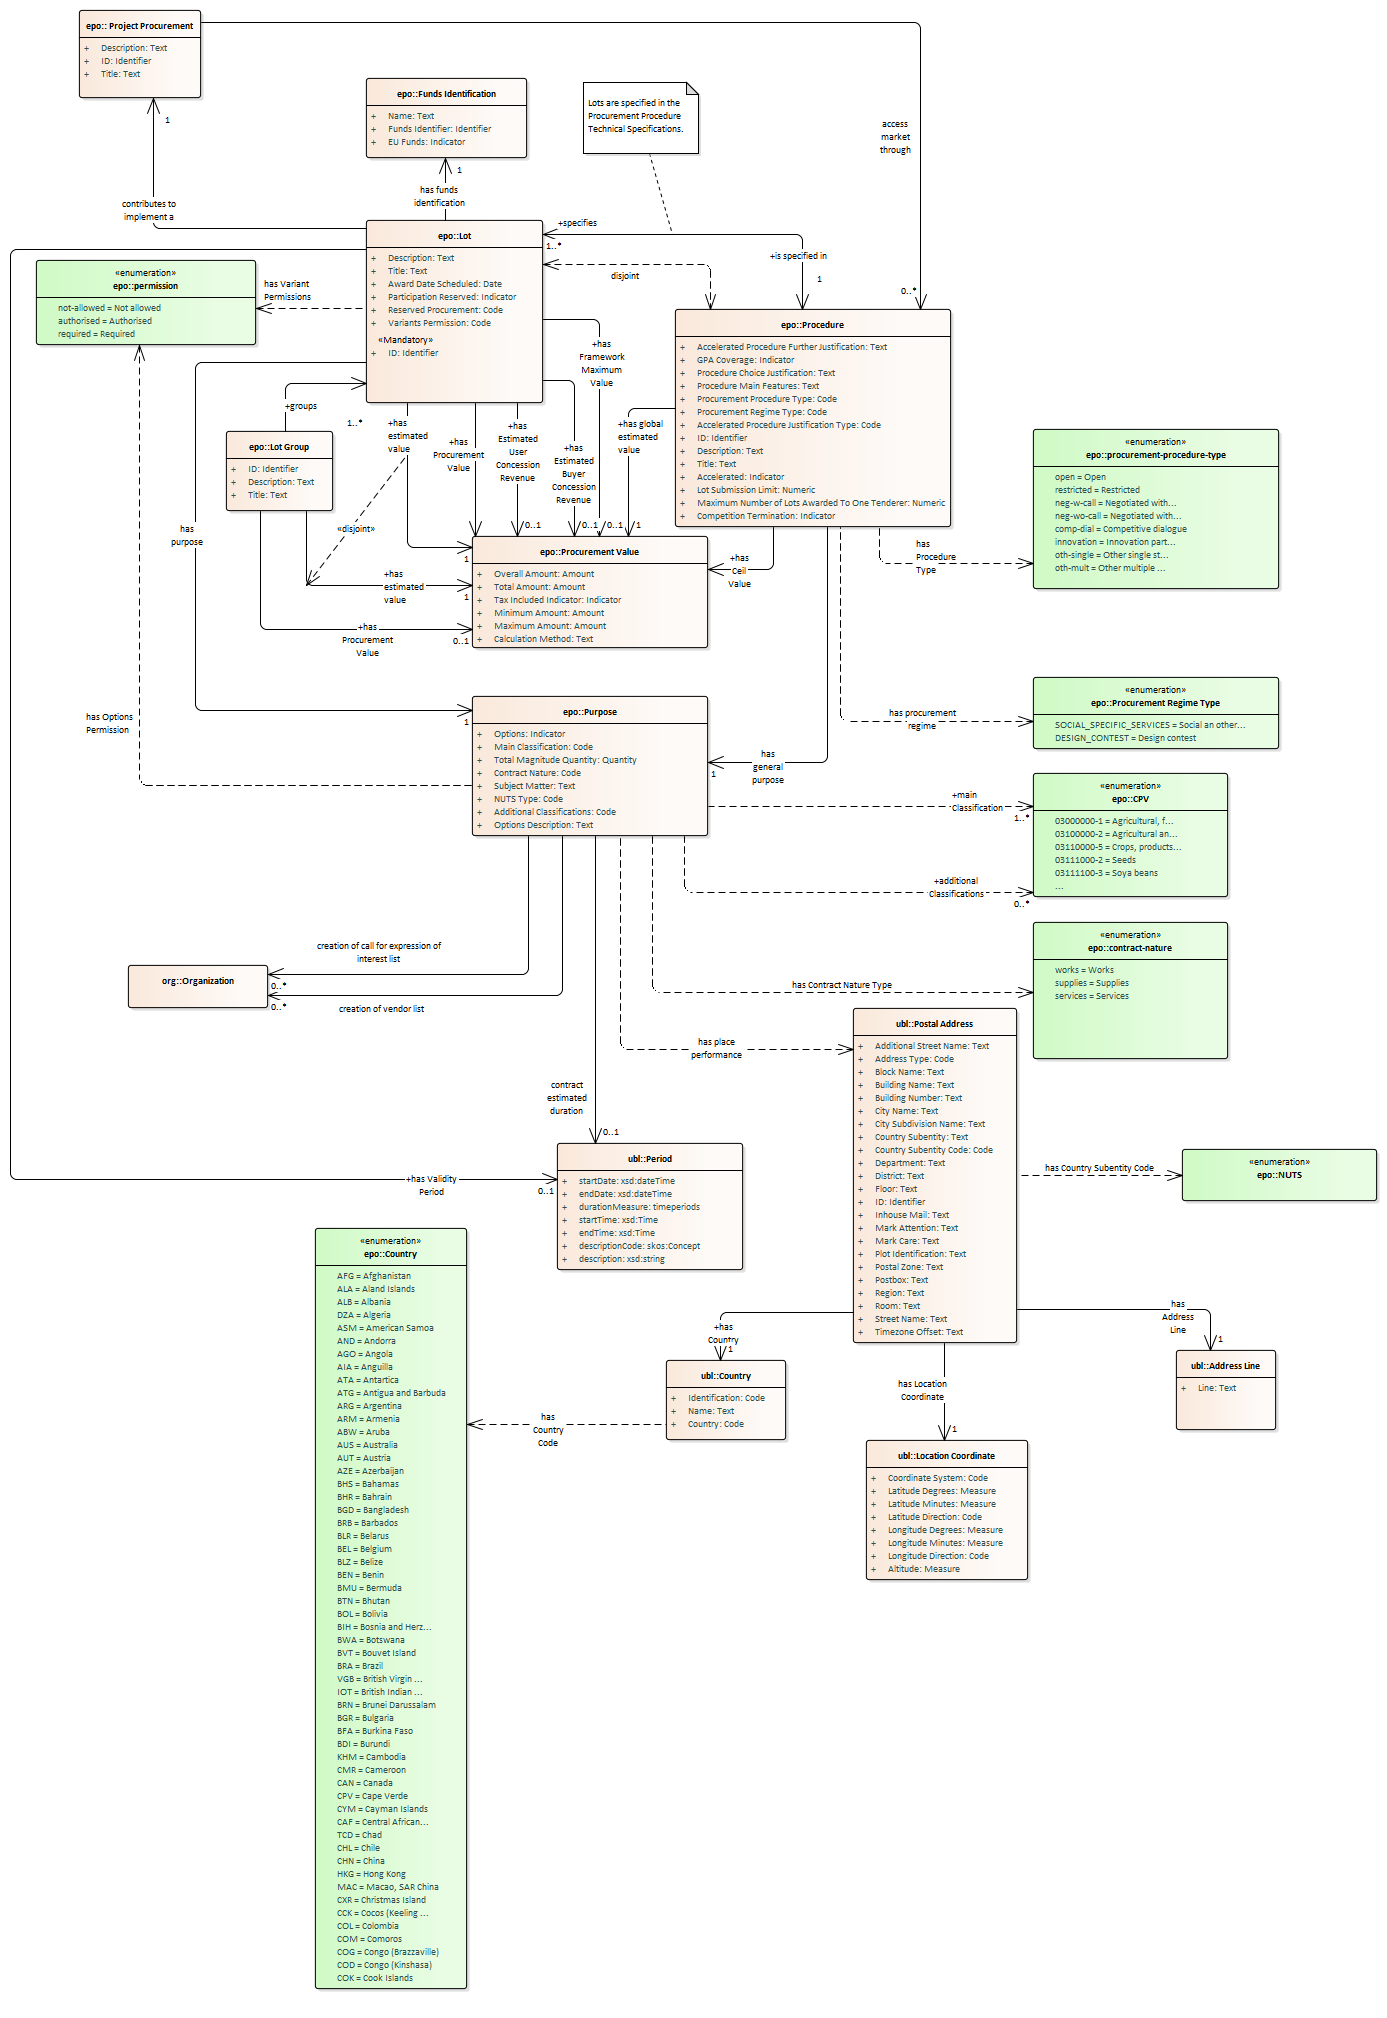 epo:: Project Procurement
+ Description: Text
+ ID: Identifier
+ Title: Text
1
contributes to
implement a
epo::Funds Identification
+ Name: Text
+ Funds Identifier: Identifier
+ EU Funds: Indicator
1
has funds
identification
Lots are specified in the
Procurement Procedure
Technical Specifications.
access
market
through
0..*
epo::Lot
+ Description: Text
+ Title: Text
+ Award Date Scheduled: Date
+ Participation Reserved: Indicator
+ Reserved Procurement: Code
+ Variants Permission: Code
«Mandatory»
+ ID: Identifier
+specifies
1..*
+is specified in
1
disjoint
«enumeration»
epo::permission
not-allowed = Not allowed
authorised = Authorised
required = Required
has Variant
Permissions
epo::Procedure
+ Accelerated Procedure Further Justification: Text
+ GPA Coverage: Indicator
+ Procedure Choice Justification: Text
+ Procedure Main Features: Text
+ Procurement Procedure Type: Code
+ Procurement Regime Type: Code
+ Accelerated Procedure Justification Type: Code
+ ID: Identifier
+ Description: Text
+ Title: Text
+ Accelerated: Indicator
+ Lot Submission Limit: Numeric
+ Maximum Number of Lots Awarded To One Tenderer: Numeric
+ Competition Termination: Indicator
+has
Framework
Maximum
Value
+groups
1..*
epo::Lot Group
+ ID: Identifier
+ Description: Text
+ Title: Text
+has
estimated
value
+has
Procurement
Value
+has
Estimated
User
Concession
Revenue
+has
Estimated
Buyer
Concession
Revenue
+has global
estimated
value
0..1
0..1
0..1
1
«disjoint»
has
purpose
«enumeration»
epo::procurement-procedure-type
open = Open
restricted = Restricted
neg-w-call = Negotiated with...
neg-wo-call = Negotiated with...
comp-dial = Competitive dialogue
innovation = Innovation part...
oth-single = Other single st...
oth-mult = Other multiple ...
has
Procedure
Type
epo::Procurement Value
+ Overall Amount: Amount
+ Total Amount: Amount
+ Tax Included Indicator: Indicator
+ Minimum Amount: Amount
+ Maximum Amount: Amount
+ Calculation Method: Text
1
+has
estimated
value
1
+has
Procurement
Value
0..1
+has
Ceil
Value
«enumeration»
epo::Procurement Regime Type
SOCIAL_SPECIFIC_SERVICES = Social an other...
DESIGN_CONTEST = Design contest
has procurement
regime
has Options
Permission
1
epo::Purpose
+ Options: Indicator
+ Main Classification: Code
+ Total Magnitude Quantity: Quantity
+ Contract Nature: Code
+ Subject Matter: Text
+ NUTS Type: Code
+ Additional Classifications: Code
+ Options Description: Text
has
general
purpose
1
«enumeration»
epo::CPV
03000000-1 = Agricultural, f...
03100000-2 = Agricultural an...
03110000-5 = Crops, products...
03111000-2 = Seeds
03111100-3 = Soya beans
...
+main
Classification
1..*
+additional
Classifications
0..*
«enumeration»
epo::contract-nature
works = Works
supplies = Supplies
services = Services
has Contract Nature Type
creation of call for expression of
interest list
org::Organization
0..*
0..*
creation of vendor list
has place
performance
contract
estimated
duration
0..1
ubl::Postal Address
+ Additional Street Name: Text
+ Address Type: Code
+ Block Name: Text
+ Building Name: Text
+ Building Number: Text
+ City Name: Text
+ City Subdivision Name: Text
+ Country Subentity: Text
+ Country Subentity Code: Code
+ Department: Text
+ District: Text
+ Floor: Text
+ ID: Identifier
+ Inhouse Mail: Text
+ Mark Attention: Text
+ Mark Care: Text
+ Plot Identification: Text
+ Postal Zone: Text
+ Postbox: Text
+ Region: Text
+ Room: Text
+ Street Name: Text
+ Timezone Offset: Text
has Country Subentity Code
«enumeration»
epo::NUTS
+has Validity
Period
0..1
ubl::Period
+ startDate: xsd:dateTime
+ endDate: xsd:dateTime
+ durationMeasure: timeperiods
+ startTime: xsd:Time
+ endTime: xsd:Time
+ descriptionCode: skos:Concept
+ description: xsd:string
+has
Country
1
ubl::Country
+ Identification: Code
+ Name: Text
+ Country: Code
has
Country
Code
has Location
Coordinate
1
has
Address
Line
1
ubl::Address Line
+ Line: Text
ubl::Location Coordinate
+ Coordinate System: Code
+ Latitude Degrees: Measure
+ Latitude Minutes: Measure
+ Latitude Direction: Code
+ Longitude Degrees: Measure
+ Longitude Minutes: Measure
+ Longitude Direction: Code
+ Altitude: Measure
«enumeration»
epo::Country
AFG = Afghanistan
ALA = Aland Islands
ALB = Albania
DZA = Algeria
ASM = American Samoa
AND = Andorra
AGO = Angola
AIA = Anguilla
ATA = Antartica
ATG = Antigua and Barbuda
ARG = Argentina
ARM = Armenia
ABW = Aruba
AUS = Australia
AUT = Austria
AZE = Azerbaijan
BHS = Bahamas
BHR = Bahrain
BGD = Bangladesh
BRB = Barbados
BLR = Belarus
BEL = Belgium
BLZ = Belize
BEN = Benin
BMU = Bermuda
BTN = Bhutan
BOL = Bolivia
BIH = Bosnia and Herz...
BWA = Botswana
BVT = Bouvet Island
BRA = Brazil
VGB = British Virgin ...
IOT = British Indian ...
BRN = Brunei Darussalam
BGR = Bulgaria
BFA = Burkina Faso
BDI = Burundi
KHM = Cambodia
CMR = Cameroon
CAN = Canada
CPV = Cape Verde
CYM = Cayman Islands
CAF = Central African...
TCD = Chad
CHL = Chile
CHN = China
HKG = Hong Kong
MAC = Macao, SAR China
CXR = Christmas Island
CCK = Cocos (Keeling ...
COL = Colombia
COM = Comoros
COG = Congo (Brazzaville)
COD = Congo (Kinshasa)
COK = Cook Islands